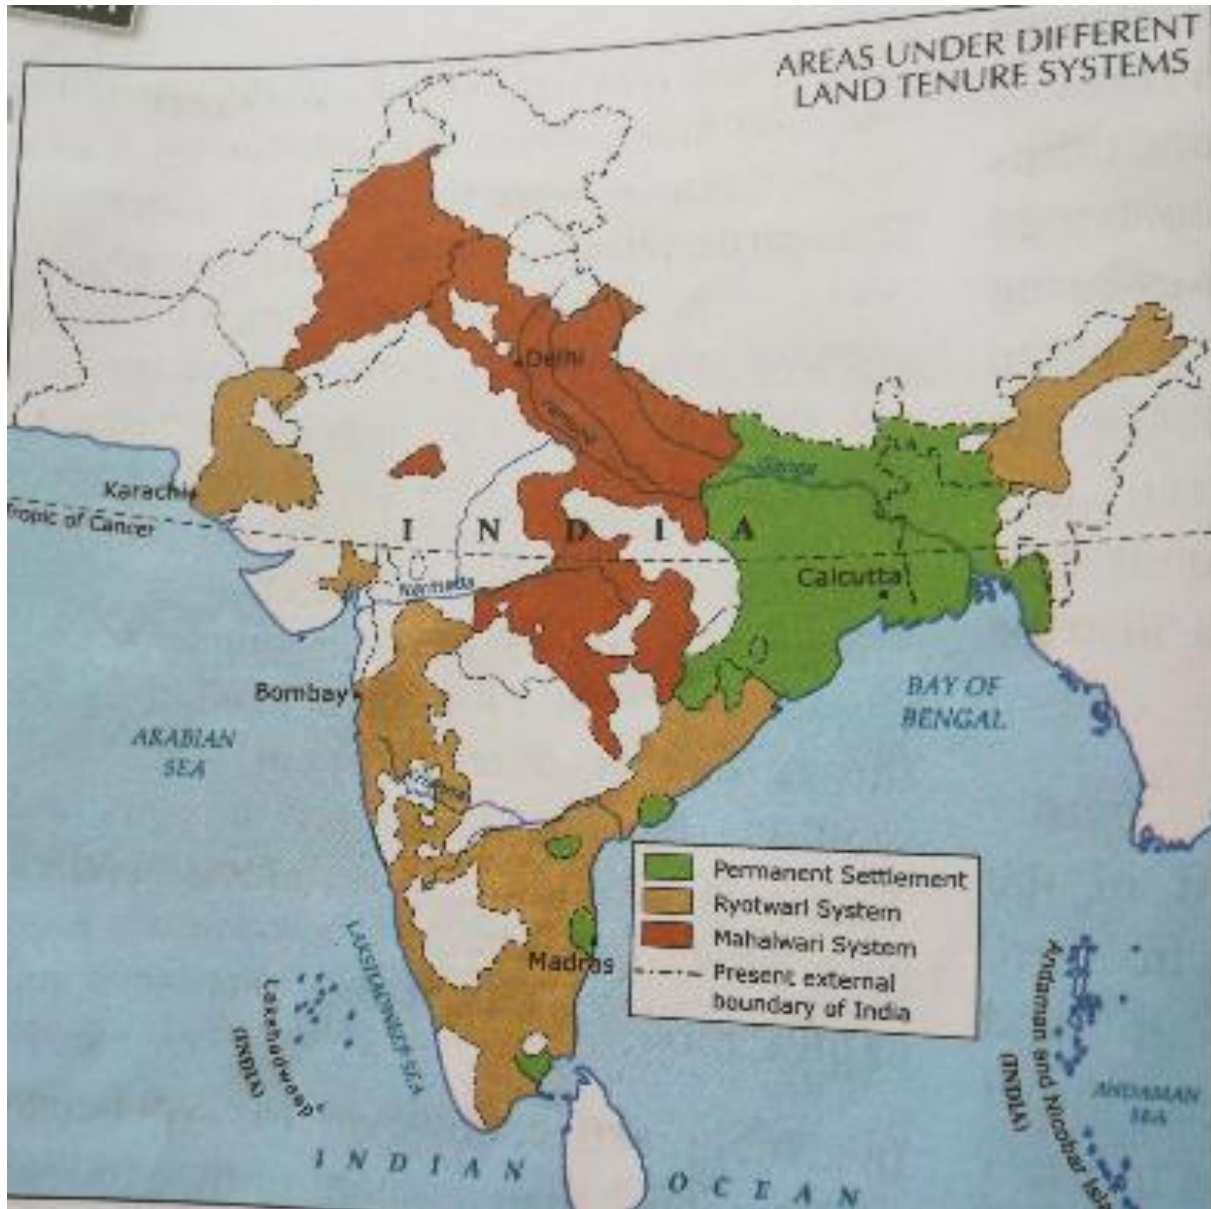 AREAS UNDER DIFFERENT
LAND TENURE SYSTEMS
Delhi
Ganga
Karachi
Tropic of Cancer
I N D I A
Calcutta
Narmada
Bombay
BAY OF
BENGAL
ARABIAN
SEA
Permanent Settlement
Ryotwari System
Mahalwari System
Present external
boundary of India
Madras
LAKSHADWEEP SEA
Lakshadweep
(INDIA)
Andaman and Nicobar Isla
(INDIA)
ANDAMAN
SEA
I N D I A N
O C E A N